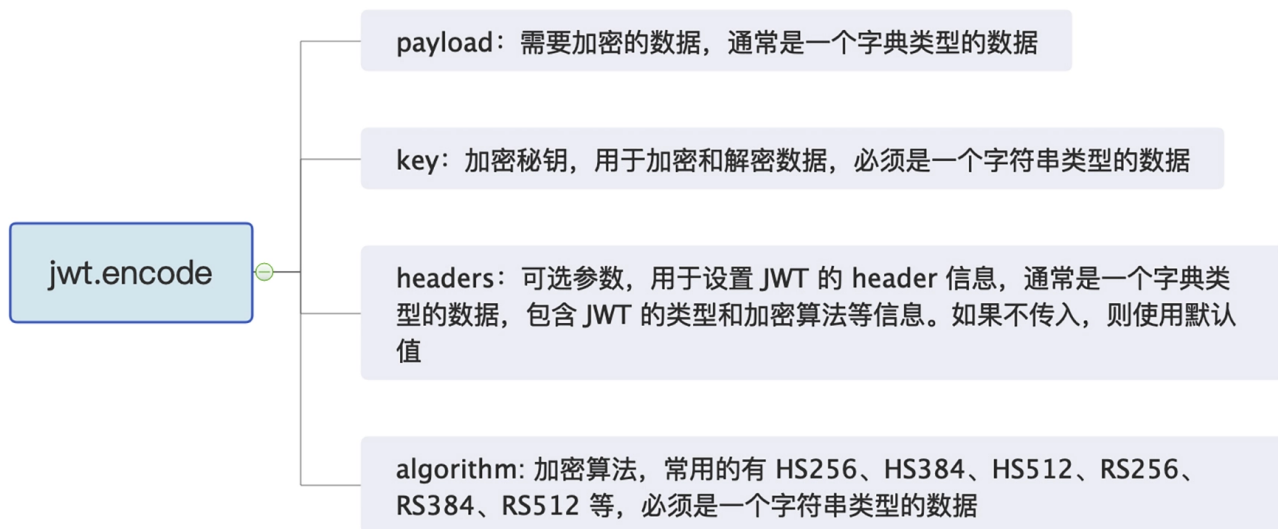 payload：需要加密的数据，通常是一个字典类型的数据
key：加密秘钥，用于加密和解密数据，必须是一个字符串类型的数据
jwt.encode
headers：可选参数，用于设置 JWT 的 header 信息，通常是一个字典类
型的数据，包含 JWT 的类型和加密算法等信息。如果不传入，则使用默认
值
algorithm: 加密算法，常用的有 HS256、HS384、HS512、RS256、
RS384、RS512 等，必须是一个字符串类型的数据